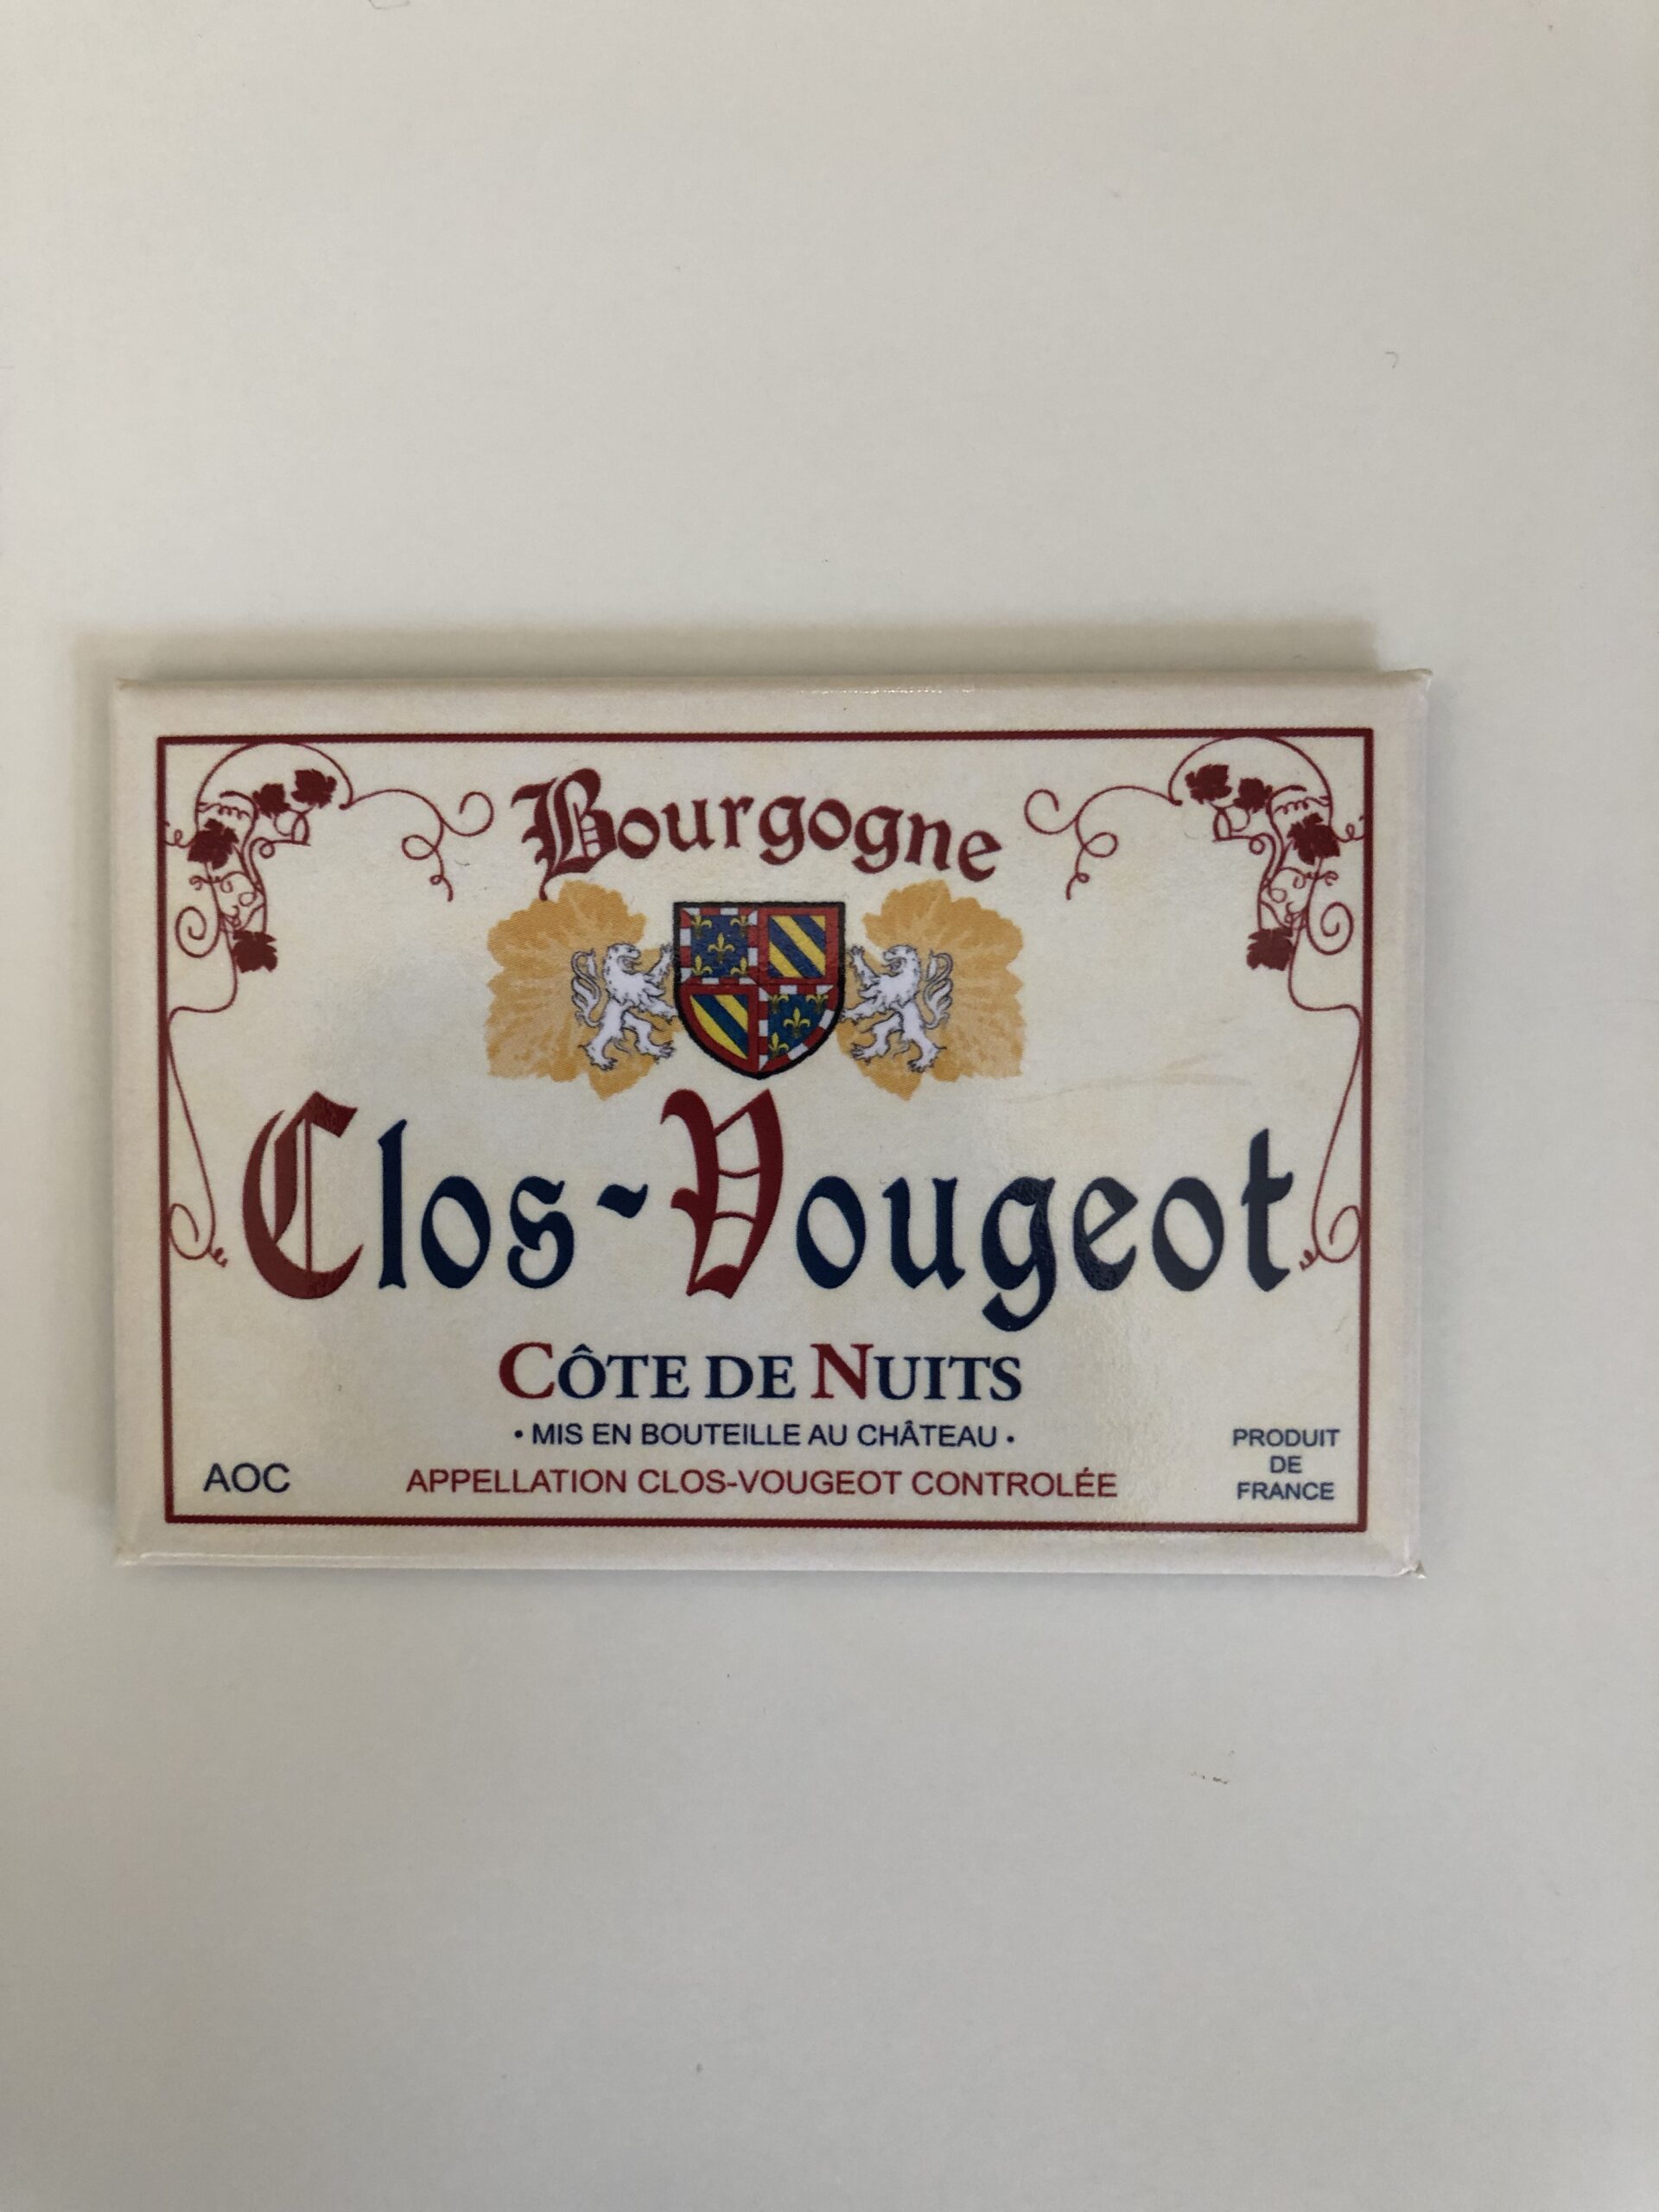 Bourgogne
Clos-Vougeot
CÔTE DE NUITS
• MIS EN BOUTEILLE AU CHÂTEAU •
AOC
APPELLATION CLOS-VOUGEOT CONTROLÉE
PRODUIT
DE
FRANCE